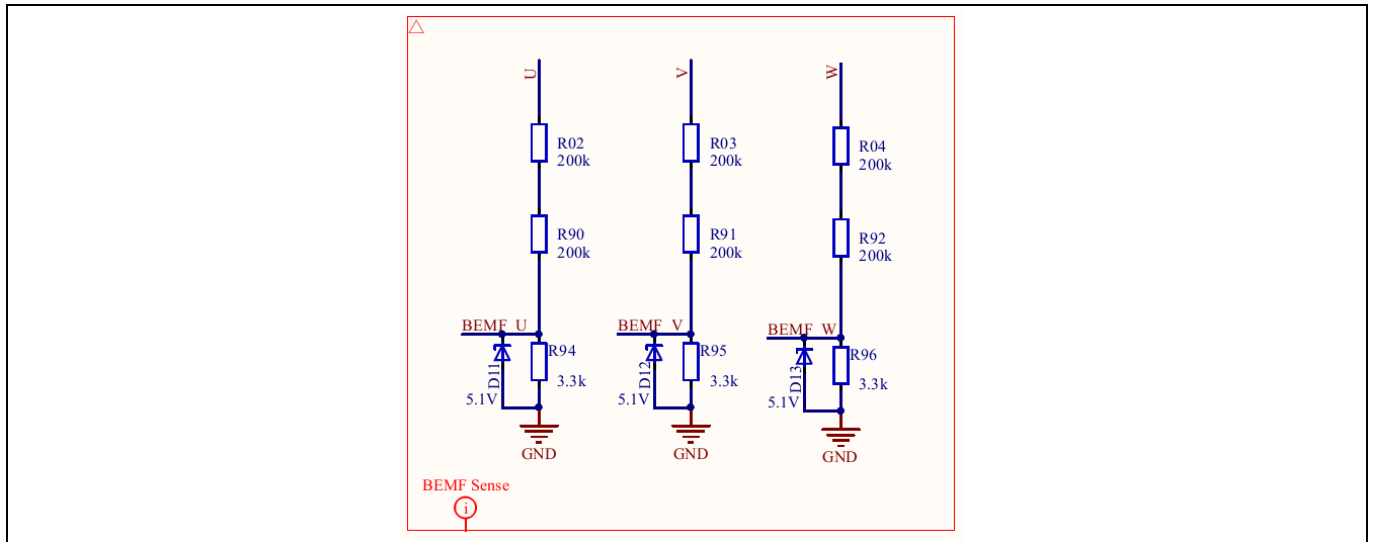 U
V
W
R02
200k
R03
200k
R04
200k
R90
200k
R91
200k
R92
200k
BEMF_U
BEMF_V
BEMF_W
D11
5.1V
R94
3.3k
D12
5.1V
R95
3.3k
D13
5.1V
R96
3.3k
GND
GND
GND
BEMF Sense
i